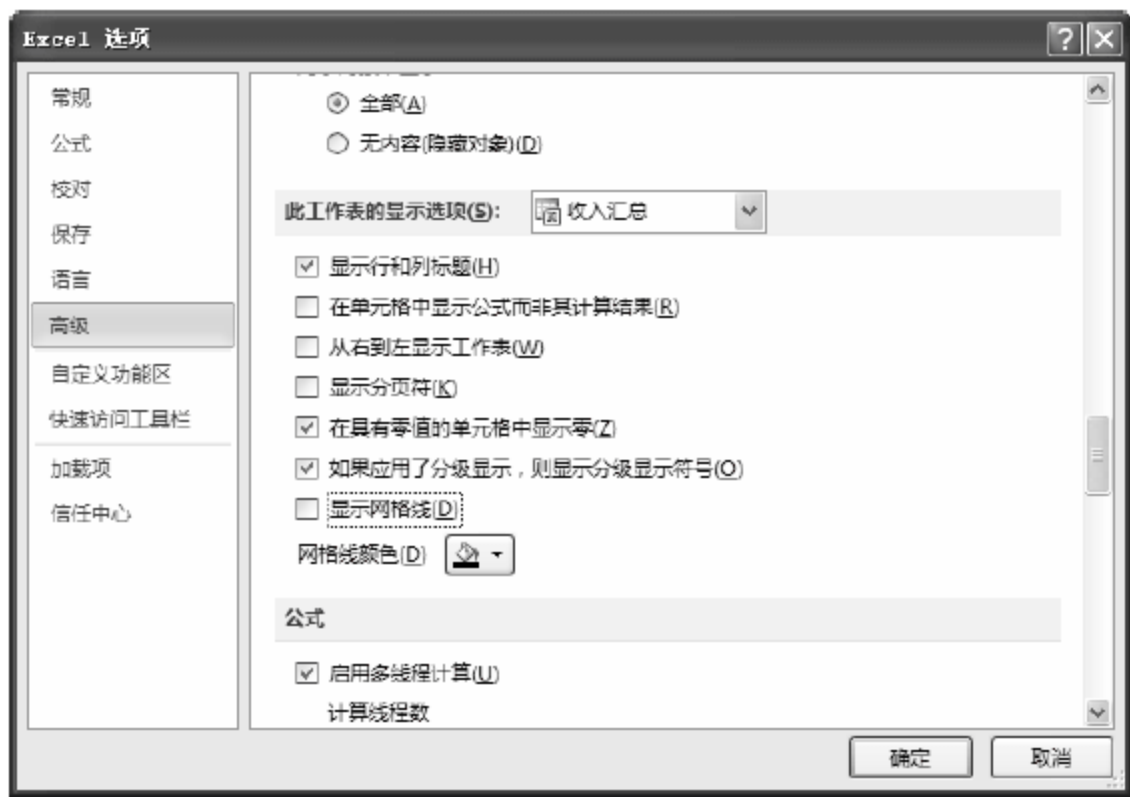 Excel 选项
常规
公式
校对
保存
语言
高级
自定义功能区
快速访问工具栏
加载项
信任中心
全部(A)
无内容(隐藏对象)(D)
此工作表的显示选项(S): 收入汇总
显示行和列标题(H)
在单元格中显示公式而非其计算结果(R)
从右到左显示工作表(W)
显示分页符(K)
在具有零值的单元格中显示零(Z)
如果应用了分级显示，则显示分级显示符号(O)
显示网格线(D)
网格线颜色(D)
公式
启用多线程计算(U)
计算线程数
确定 取消